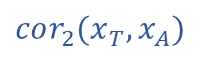 cor₂(x_T, x_A)